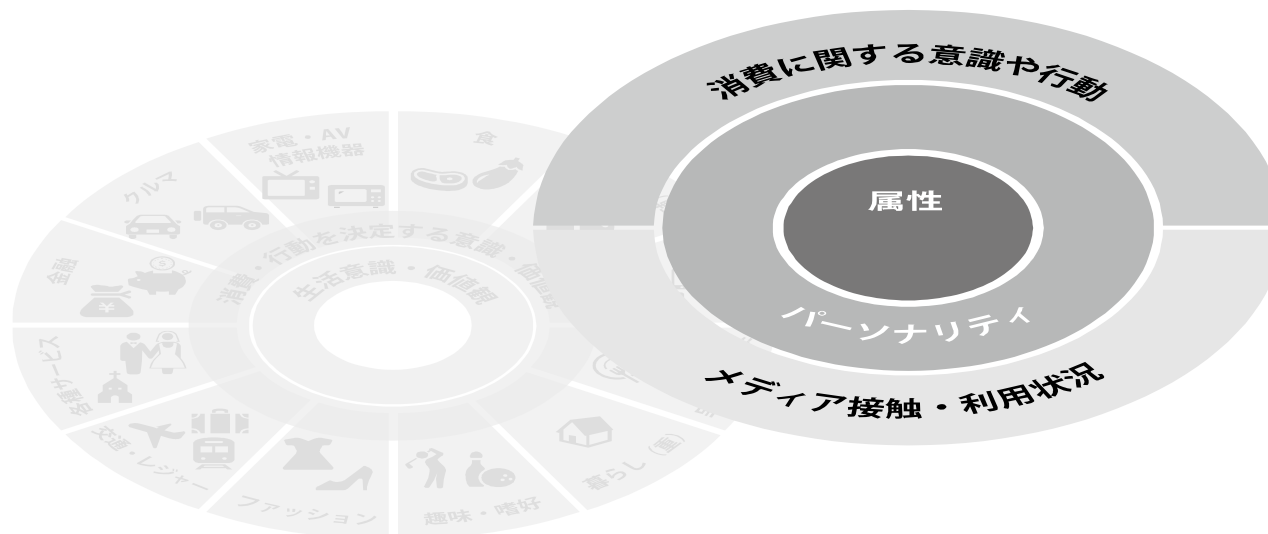 消費に関する意識や行動
属性
パーソナリティ
メディア接触・利用状況
家電・AV
情報機器
食
クルマ
金融
各種サービス
交通・レジャー
ファッション
趣味・嗜好
暮らし（重）
消費・行動を決定する意識・価値観
生活意識・価値観